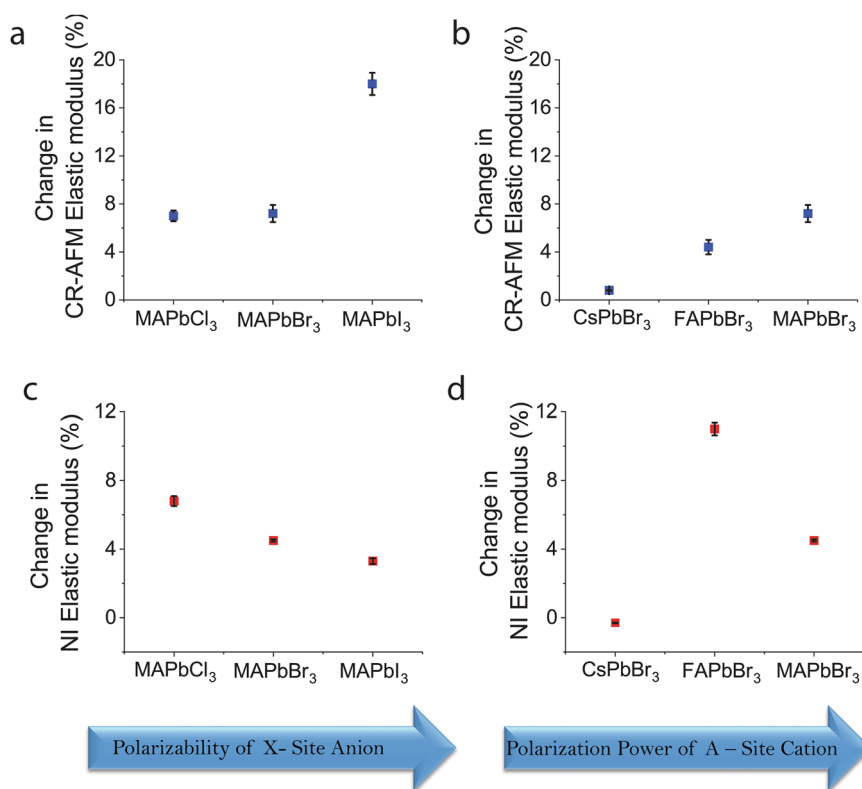 a
Change in
CR-AFM Elastic modulus (%)
20
16
12
8
4
0
MAPbCl₃
MAPbBr₃
MAPbI₃
b
Change in
CR-AFM Elastic modulus (%)
20
16
12
8
4
0
CsPbBr₃
FAPbBr₃
MAPbBr₃
c
Change in
NI Elastic modulus (%)
12
8
4
0
MAPbCl₃
MAPbBr₃
MAPbI₃
d
Change in
NI Elastic modulus (%)
12
8
4
0
CsPbBr₃
FAPbBr₃
MAPbBr₃
Polarizability of X- Site Anion
Polarization Power of A – Site Cation